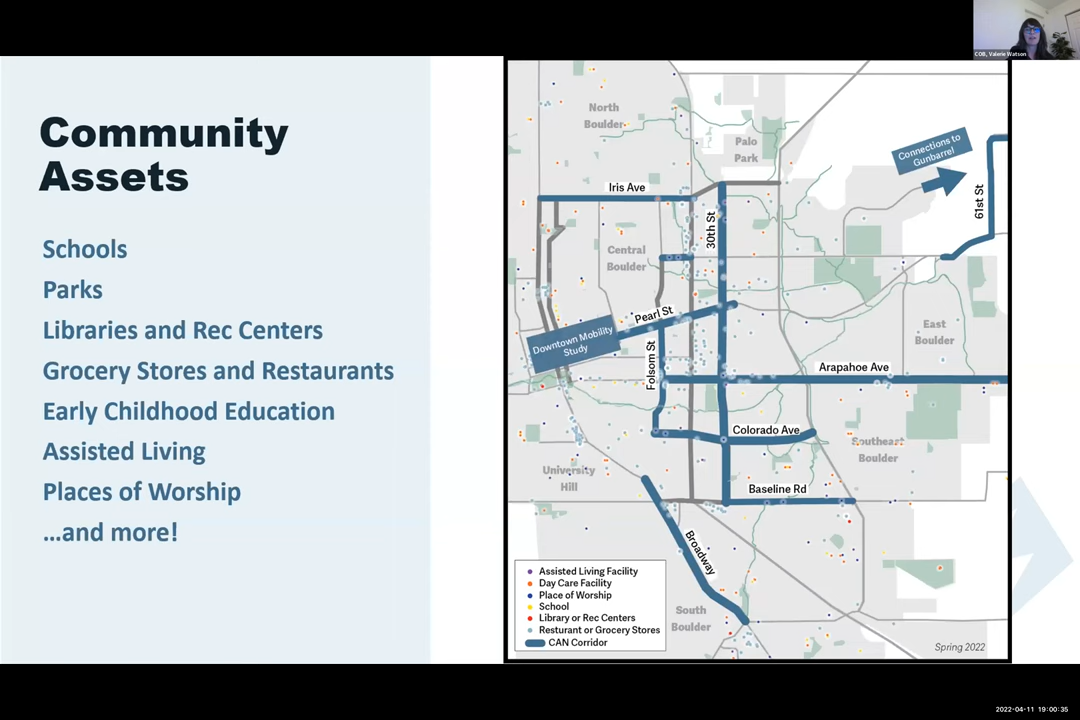 COB, Valerie Watson
Community
Assets
Schools
Parks
Libraries and Rec Centers
Grocery Stores and Restaurants
Early Childhood Education
Assisted Living
Places of Worship
...and more!
North
Boulder
Palo
Park
Connections to
Gunbarrel
Iris Ave
30th St
61st St
Central
Boulder
Pearl St
Downtown Mobility
Study
Folsom St
East
Boulder
Arapahoe Ave
Colorado Ave
Southeast
Boulder
University
Hill
Baseline Rd
Broadway
South
Boulder
Assisted Living Facility
Day Care Facility
Place of Worship
School
Library or Rec Centers
Resturant or Grocery Stores
CAN Corridor
Spring 2022
2022-04-11 19:00:35